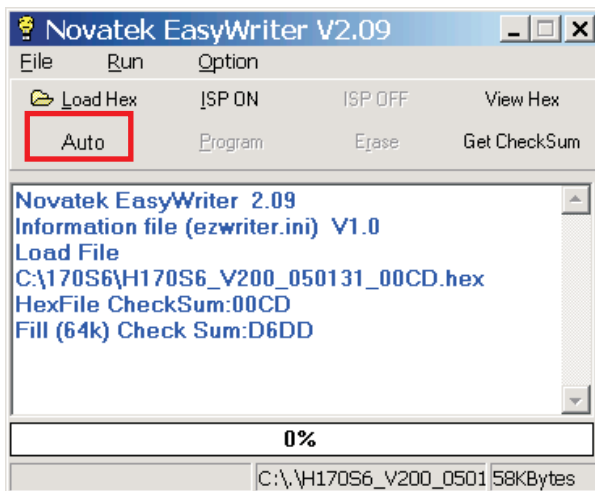 Novatek EasyWriter V2.09
File Run Option
Load Hex ISP ON ISP OFF View Hex
Auto Program Erase Get CheckSum
Novatek EasyWriter 2.09
Information file (ezwriter.ini) V1.0
Load File
C:\170S6\H170S6_V200_050131_00CD.hex
HexFile CheckSum:00CD
Fill (64k) Check Sum:D6DD
0%
C:\.\H170S6_V200_0501 58KBytes